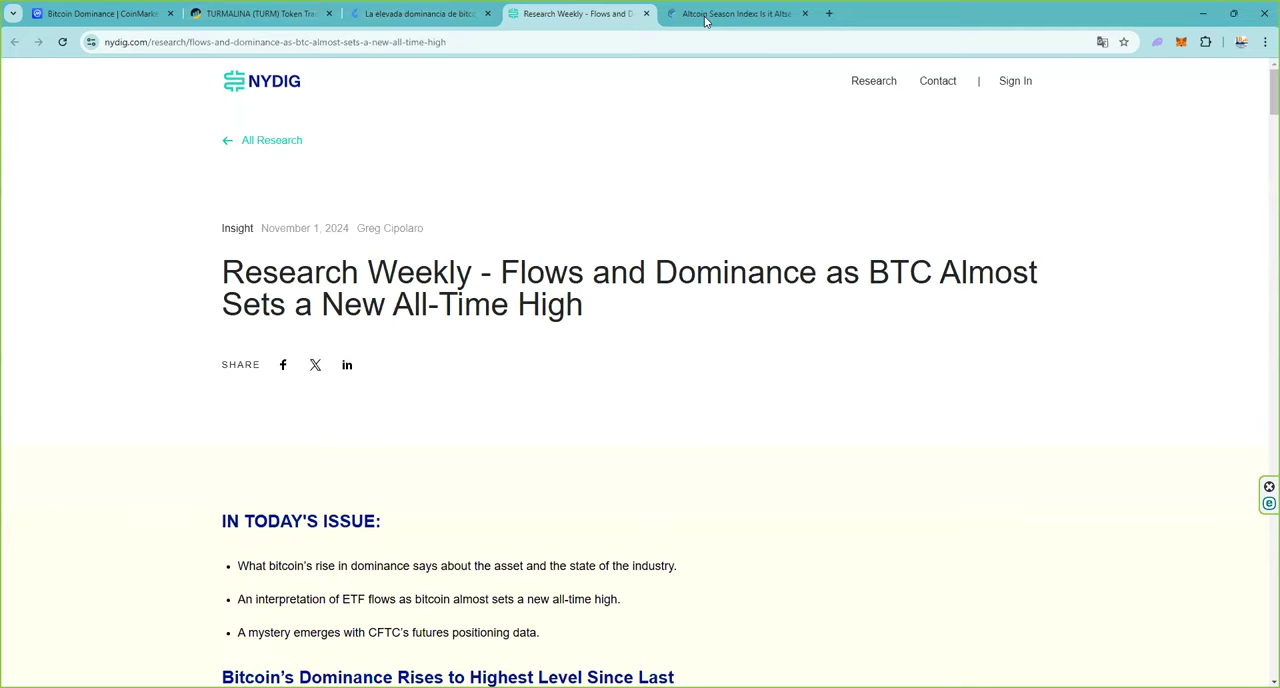 Bitcoin Dominance | CoinMarke
TURMALINA (TURM) Token Tra
La elevada dominancia de bitco
Research Weekly - Flows and D
Altcoin Season Index: Is it Altse
nydig.com/research/flows-and-dominance-as-btc-almost-sets-a-new-all-time-high
NYDIG
Research
Contact
|
Sign In
← All Research
Insight November 1, 2024 Greg Cipolaro
Research Weekly - Flows and Dominance as BTC Almost
Sets a New All-Time High
SHARE
IN TODAY'S ISSUE:
• What bitcoin's rise in dominance says about the asset and the state of the industry.
• An interpretation of ETF flows as bitcoin almost sets a new all-time high.
• A mystery emerges with CFTC's futures positioning data.
Bitcoin's Dominance Rises to Highest Level Since Last